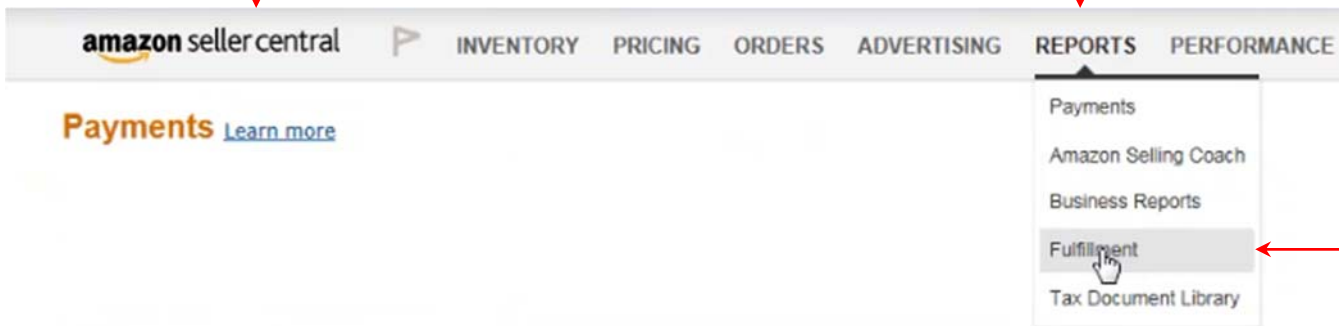 amazon seller central INVENTORY PRICING ORDERS ADVERTISING REPORTS PERFORMANCE
Payments Learn more
Payments
Amazon Selling Coach
Business Reports
Fulfillment
Tax Document Library